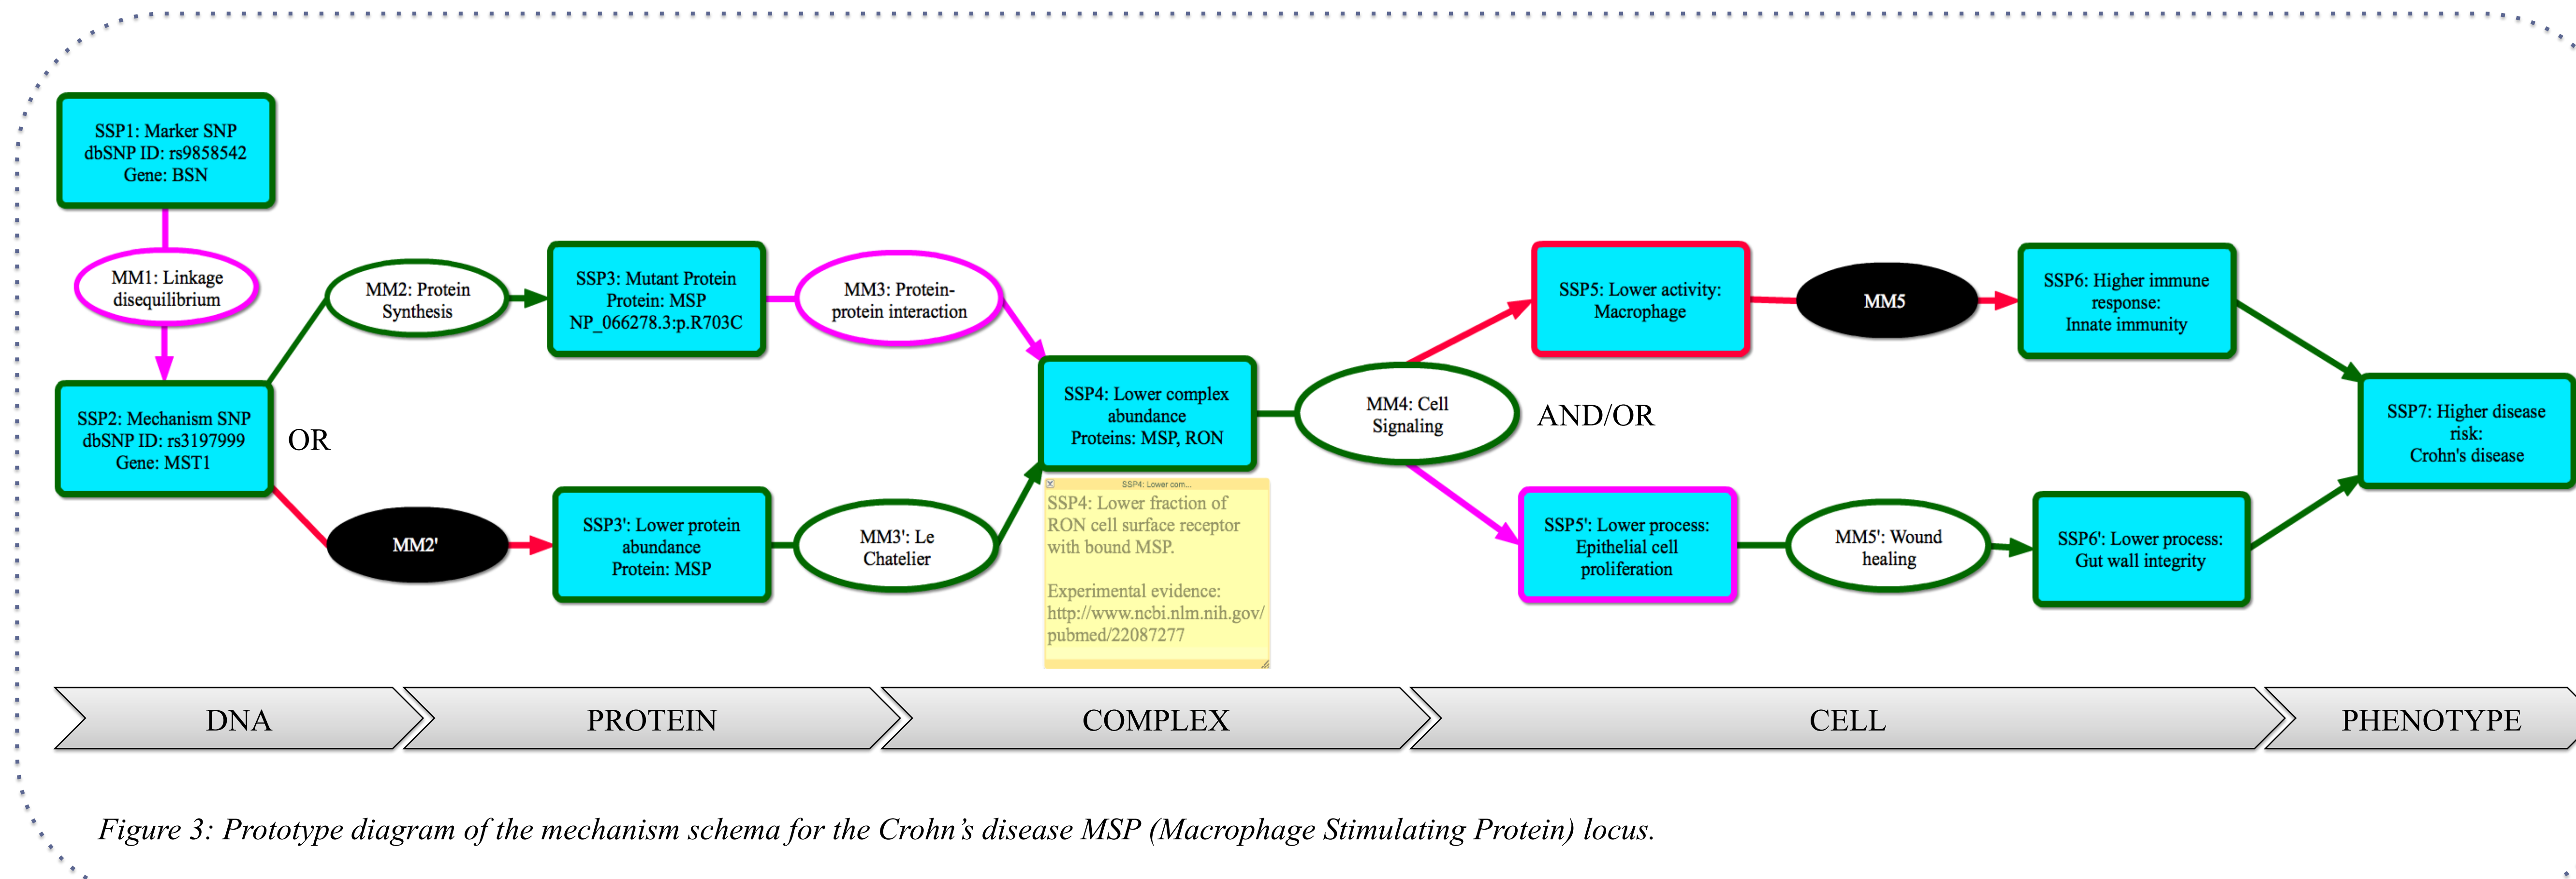 SSP1: Marker SNP
dbSNP ID: rs9858542
Gene: BSN
MM1: Linkage
disequilibrium
SSP2: Mechanism SNP
dbSNP ID: rs3197999
Gene: MST1
OR
MM2: Protein
Synthesis
MM2'
SSP3: Mutant Protein
Protein: MSP
NP_066278.3:p.R703C
SSP3': Lower protein
abundance
Protein: MSP
MM3: Protein-
protein interaction
MM3': Le
Chatelier
SSP4: Lower complex
abundance
Proteins: MSP, RON
SSP4: Lower com...
SSP4: Lower fraction of
RON cell surface receptor
with bound MSP.
Experimental evidence:
http://www.ncbi.nlm.nih.gov/
pubmed/22087277
MM4: Cell
Signaling
AND/OR
SSP5: Lower activity:
Macrophage
SSP5': Lower process:
Epithelial cell
proliferation
MM5
MM5': Wound
healing
SSP6: Higher immune
response:
Innate immunity
SSP6': Lower process:
Gut wall integrity
SSP7: Higher disease
risk:
Crohn's disease
DNA
PROTEIN
COMPLEX
CELL
PHENOTYPE
Figure 3: Prototype diagram of the mechanism schema for the Crohn’s disease MSP (Macrophage Stimulating Protein) locus.